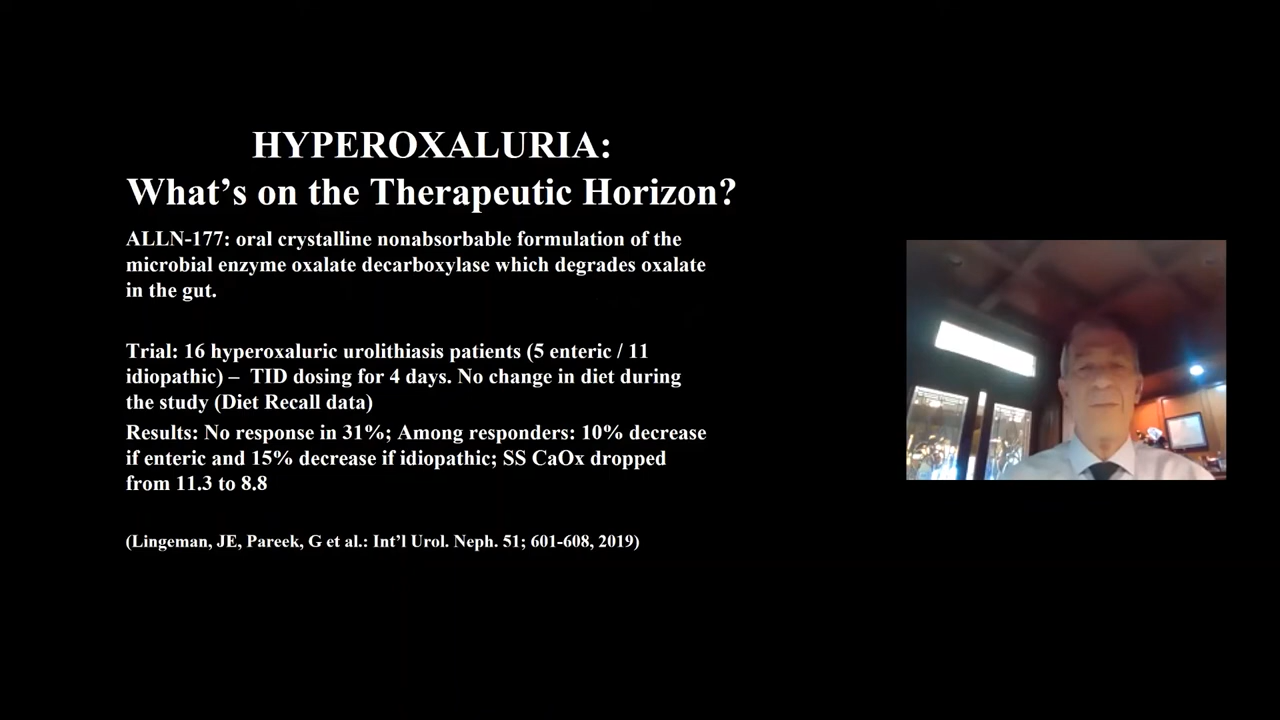 HYPEROXALURIA:
What’s on the Therapeutic Horizon?
ALLN-177: oral crystalline nonabsorbable formulation of the
microbial enzyme oxalate decarboxylase which degrades oxalate
in the gut.
Trial: 16 hyperoxaluric urolithiasis patients (5 enteric / 11
idiopathic) – TID dosing for 4 days. No change in diet during
the study (Diet Recall data)
Results: No response in 31%; Among responders: 10% decrease
if enteric and 15% decrease if idiopathic; SS CaOx dropped
from 11.3 to 8.8
(Lingeman, JE, Pareek, G et al.: Int’l Urol. Neph. 51; 601-608, 2019)